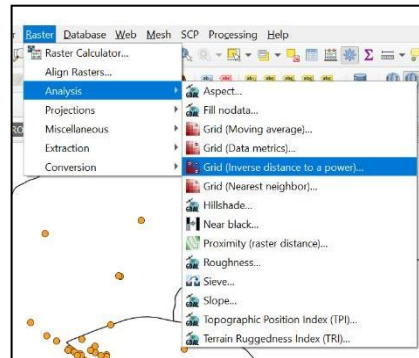 Raster Database Web Mesh SCP Processing Help
Raster Calculator...
Align Rasters...
Analysis
Projections
Miscellaneous
Extraction
Conversion
Aspect...
Fill nodata...
Grid (Moving average)...
Grid (Data metrics)...
Grid (Inverse distance to a power)...
Grid (Nearest neighbor)...
Hillshade...
Near black...
Proximity (raster distance)...
Roughness...
Sieve...
Slope...
Topographic Position Index (TPI)...
Terrain Ruggedness Index (TRI)...